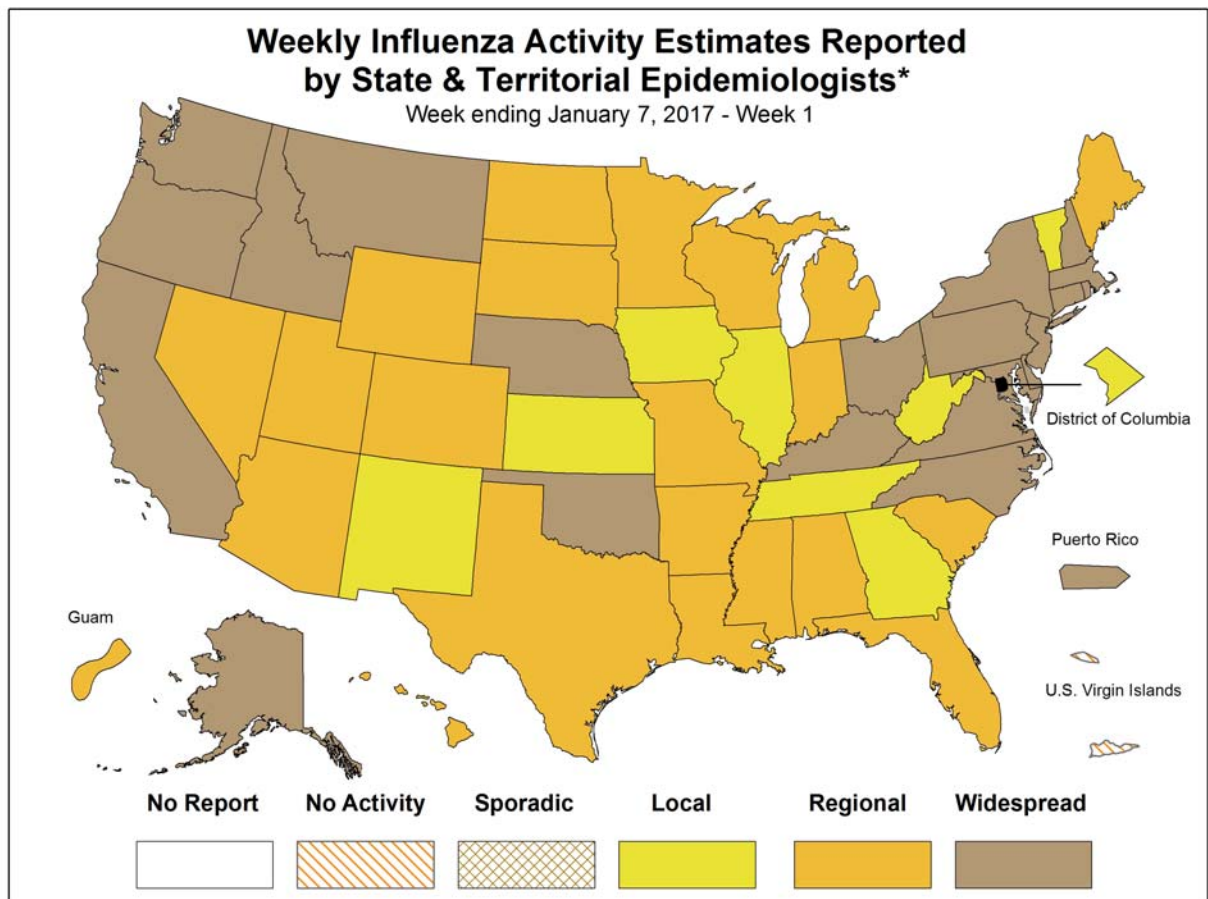 Weekly Influenza Activity Estimates Reported
by State & Territorial Epidemiologists*
Week ending January 7, 2017 - Week 1
District of Columbia
Puerto Rico
Guam
U.S. Virgin Islands
No Report No Activity Sporadic Local Regional Widespread